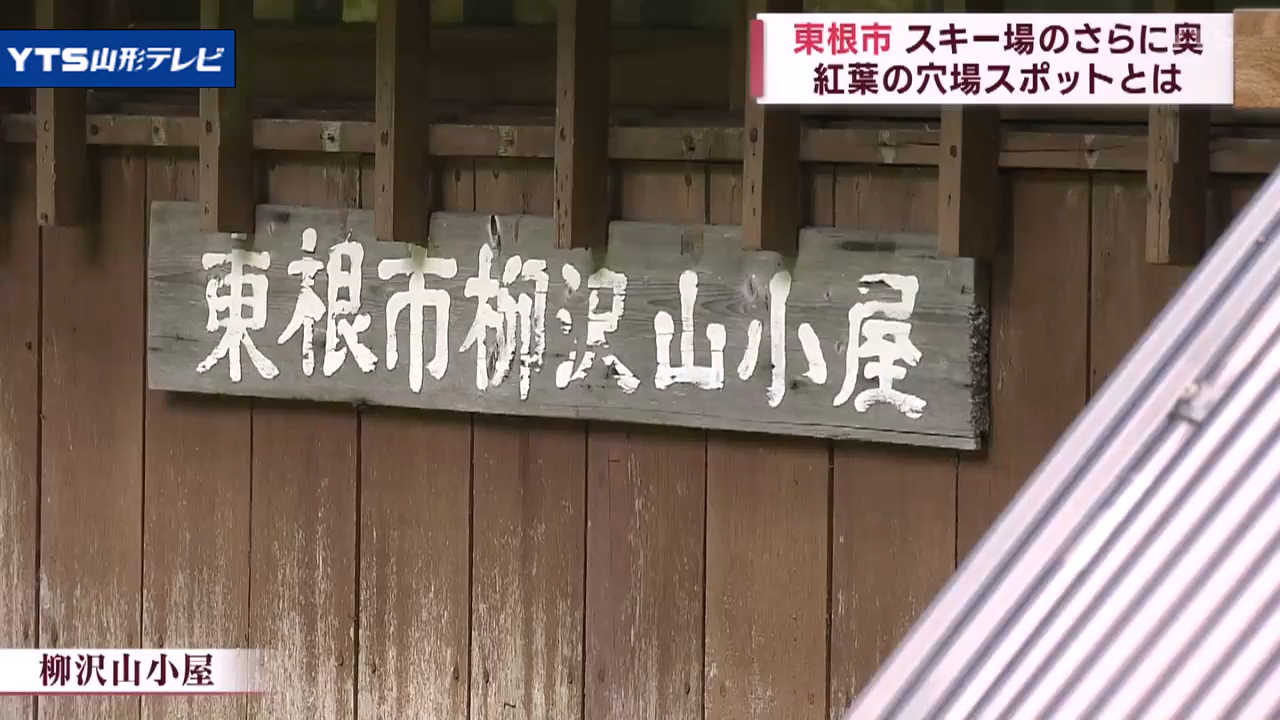 YTS山形テレビ
東根市 スキー場のさらに奥
紅葉の穴場スポットとは
東根市柳沢山小屋
柳沢山小屋